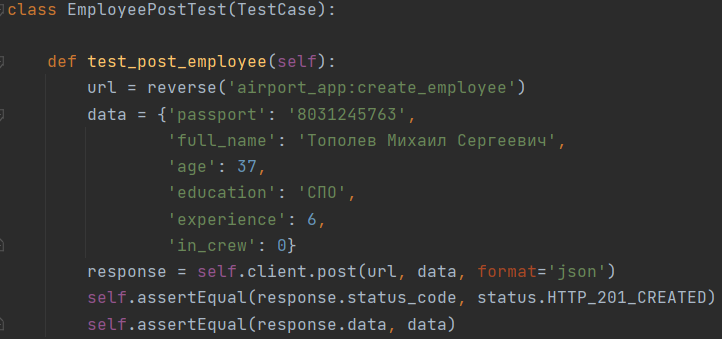 class EmployeePostTest(TestCase):
def test_post_employee(self):
url = reverse('airport_app:create_employee')
data = {'passport': '8031245763',
'full_name': 'Тополев Михаил Сергеевич',
'age': 37,
'education': 'СПО',
'experience': 6,
'in_crew': 0}
response = self.client.post(url, data, format='json')
self.assertEqual(response.status_code, status.HTTP_201_CREATED)
self.assertEqual(response.data, data)